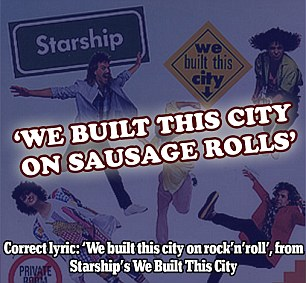 Starship
we
built this
city
‘WE BUILT THIS CITY
ON SAUSAGE ROLLS’
Correct lyric: ‘We built this city on rock’n’roll’, from
Starship’s We Built This City
PRIVATE